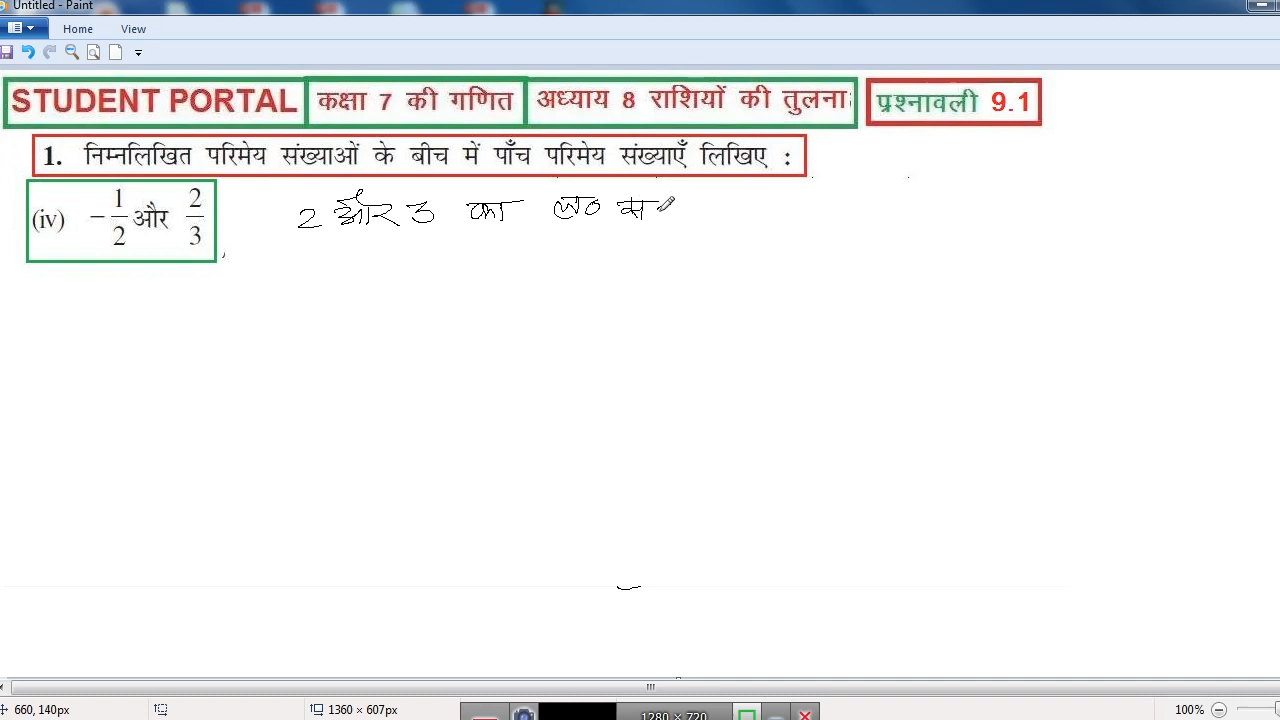 Untitled - Paint
Home View
STUDENT PORTAL कक्षा 7 की गणित अध्याय 8 राशियों की तुलना प्रश्नावली 9.1
1. निम्नलिखित परिमेय संख्याओं के बीच में पाँच परिमेय संख्याएँ लिखिए :
(iv) -1/2 और 2/3 2 और 3 का ल० स
660, 140px 1360 × 607px 1280 × 720 100%